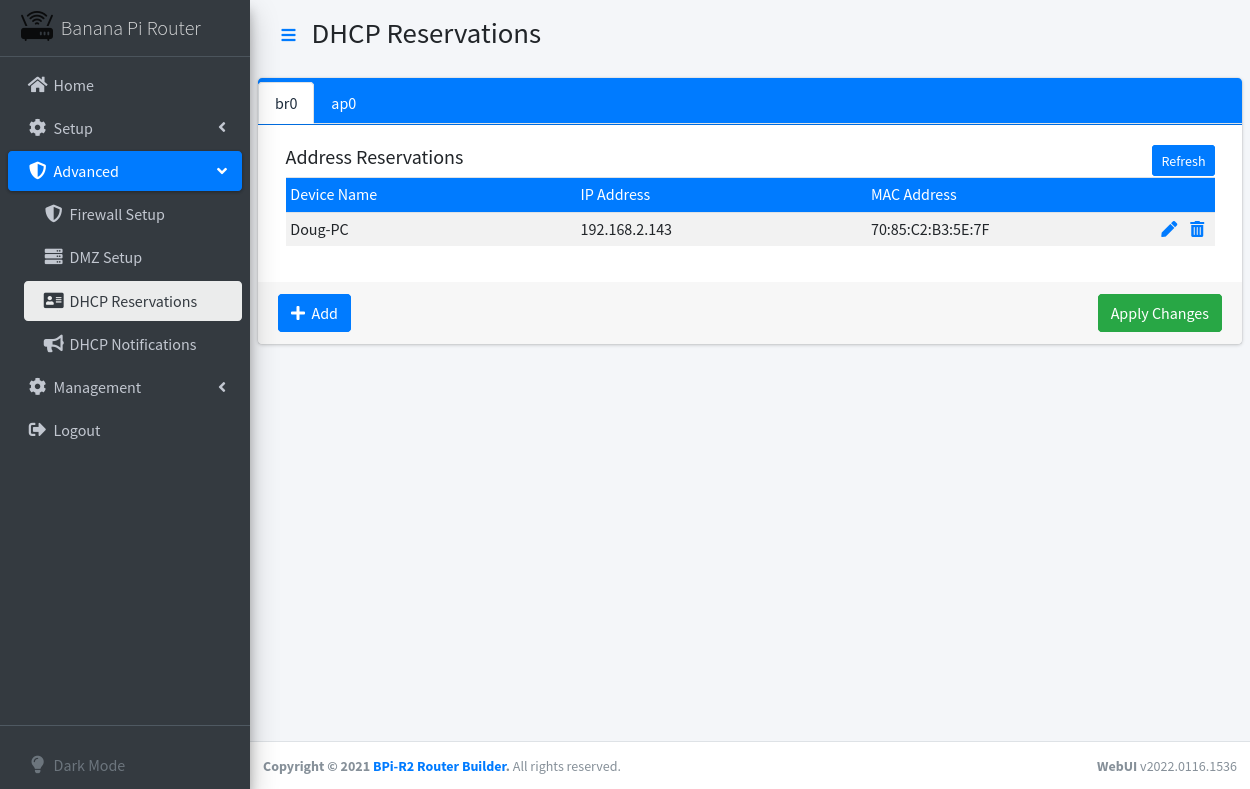 Banana Pi Router
Home
Setup
Advanced
Firewall Setup
DMZ Setup
DHCP Reservations
DHCP Notifications
Management
Logout
Dark Mode
DHCP Reservations
br0 ap0
Address Reservations Refresh
Device Name IP Address MAC Address
Doug-PC 192.168.2.143 70:85:C2:B3:5E:7F
Add Apply Changes
Copyright © 2021 BPi-R2 Router Builder. All rights reserved. WebUI v2022.0116.1536